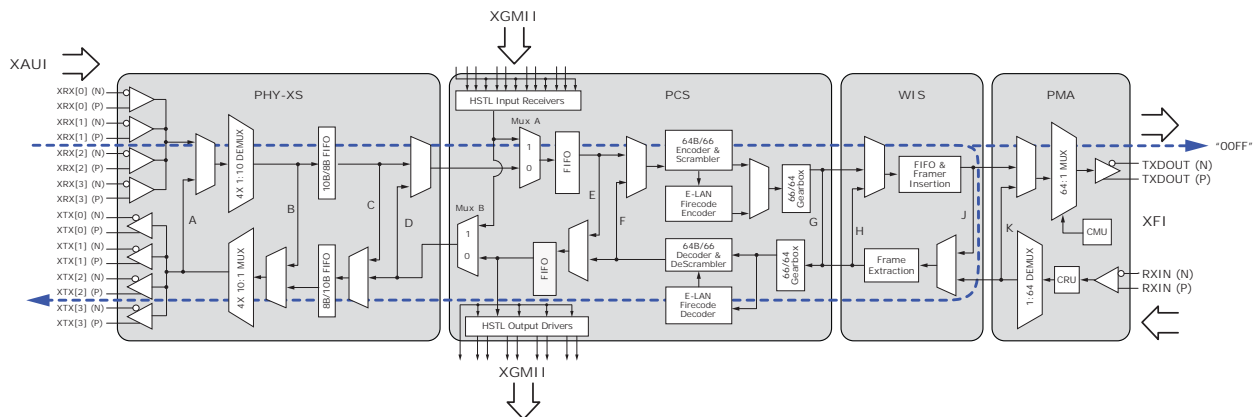 XGMII
XAUI
PHY-XS
PCS
WIS
PMA
XRX[0] (N)
XRX[0] (P)
XRX[1] (N)
XRX[1] (P)
XRX[2] (N)
XRX[2] (P)
XRX[3] (N)
XRX[3] (P)
XTX[0] (N)
XTX[0] (P)
XTX[1] (N)
XTX[1] (P)
XTX[2] (N)
XTX[2] (P)
XTX[3] (N)
XTX[3] (P)
4X 1:10 DEMUX
10B/8B FIFO
A
B
C
D
4X 10:1 MUX
8B/10B FIFO
HSTL Input Receivers
Mux A
1
0
FIFO
Mux B
1
0
FIFO
E
F
64B/66
Encoder &
Scrambler
E-LAN
Firecode
Encoder
66/64
Gearbox
G
64B/66
Decoder &
DeScrambler
E-LAN
Firecode
Decoder
66/64
Gearbox
HSTL Output Drivers
XGMII
FIFO &
Framer
Insertion
H
J
Frame
Extraction
64:1 MUX
K
CMU
1:64 DEMUX
CRU
"00FF"
TXDOUT (N)
TXDOUT (P)
XFI
RXIN (N)
RXIN (P)